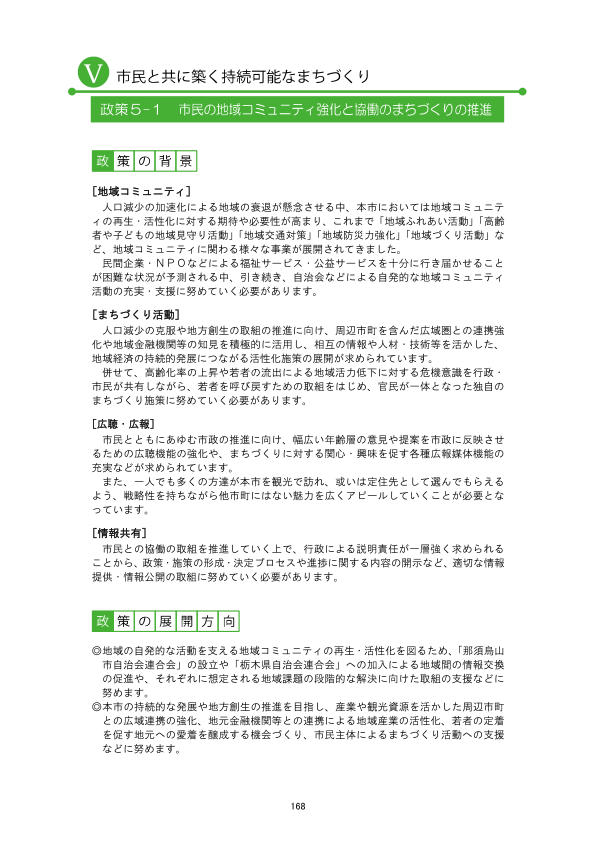 Ⅴ 市民と共に築く持続可能なまちづくり
政策５-１　市民の地域コミュニティ強化と協働のまちづくりの推進
政策の背景
[地域コミュニティ]
　人口減少の加速化による地域の衰退が懸念させる中、本市においては地域コミュニテ
ィの再生・活性化に対する期待や必要性が高まり、これまで「地域ふれあい活動」「高齢
者や子どもの地域見守り活動」「地域交通対策」「地域防災力強化」「地域づくり活動」な
ど、地域コミュニティに関わる様々な事業が展開されてきました。
　民間企業・ＮＰＯなどによる福祉サービス・公益サービスを十分に行き届かせること
が困難な状況が予測される中、引き続き、自治会などによる自発的な地域コミュニティ
活動の充実・支援に努めていく必要があります。
[まちづくり活動]
　人口減少の克服や地方創生の取組の推進に向け、周辺市町を含んだ広域圏との連携強
化や地域金融機関等の知見を積極的に活用し、相互の情報や人材・技術等を活かした、
地域経済の持続的発展につながる活性化施策の展開が求められています。
　併せて、高齢化率の上昇や若者の流出による地域活力低下に対する危機意識を行政・
市民が共有しながら、若者を呼び戻すための取組をはじめ、官民が一体となった独自の
まちづくり施策に努めていく必要があります。
[広聴・広報]
　市民とともにあゆむ市政の推進に向け、幅広い年齢層の意見や提案を市政に反映させ
るための広聴機能の強化や、まちづくりに対する関心・興味を促す各種広報媒体機能の
充実などが求められています。
　また、一人でも多くの方達が本市を観光で訪れ、或いは定住先として選んでもらえる
よう、戦略性を持ちながら他市町にはない魅力を広くアピールしていくことが必要とな
っています。
[情報共有]
　市民との協働の取組を推進していく上で、行政による説明責任が一層強く求められる
ことから、政策・施策の形成・決定プロセスや進捗に関する内容の開示など、適切な情報
提供・情報公開の取組に努めていく必要があります。
政策の展開方向
◎地域の自発的な活動を支える地域コミュニティの再生・活性化を図るため、「那須烏山
市自治会連合会」の設立や「栃木県自治会連合会」への加入による地域間の情報交換
の促進や、それぞれに想定される地域課題の段階的な解決に向けた取組の支援などに
努めます。
◎本市の持続的な発展や地方創生の推進を目指し、産業や観光資源を活かした周辺市町
との広域連携の強化、地元金融機関等との連携による地域産業の活性化、若者の定着
を促す地元への愛着を醸成する機会づくり、市民主体によるまちづくり活動への支援
などに努めます。
168